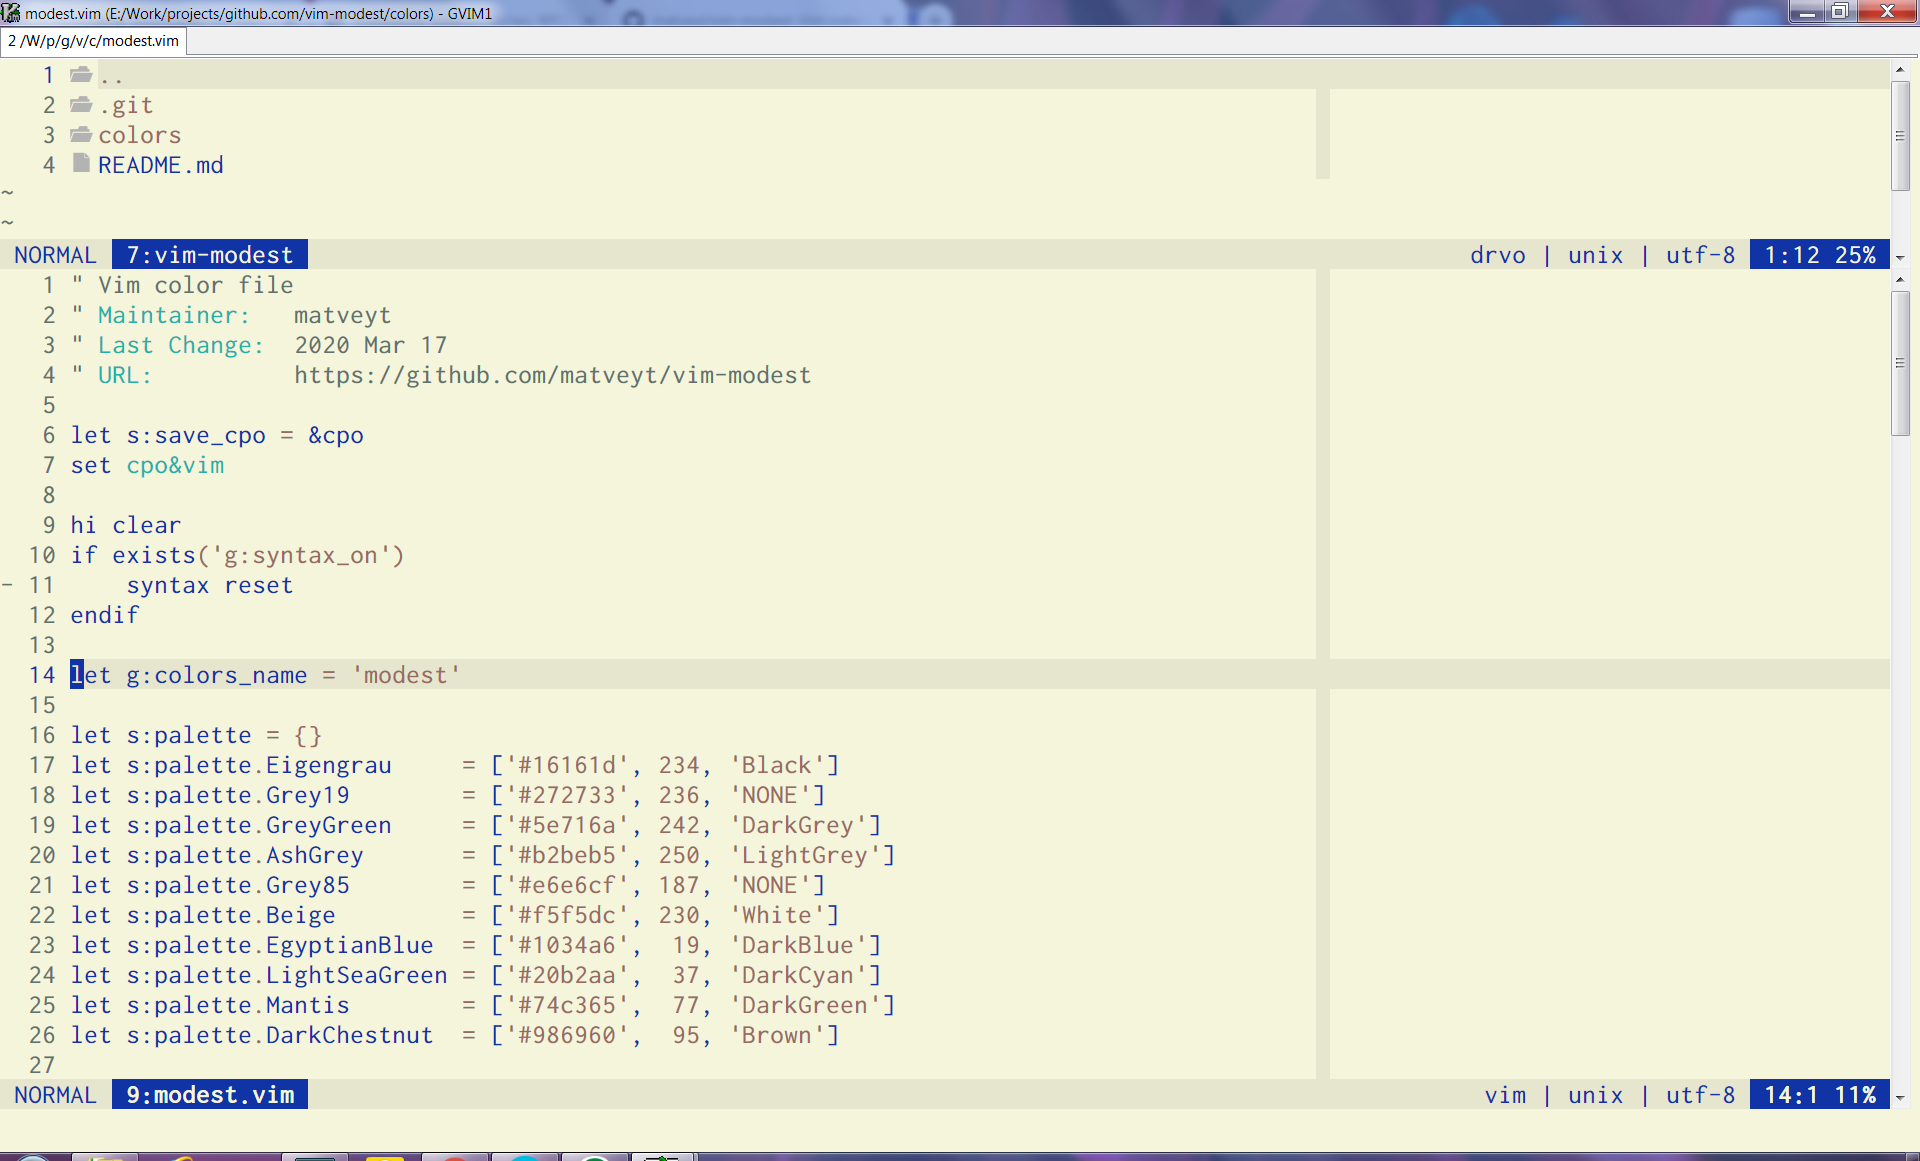 modest.vim (E:/Work/projects/github.com/vim-modest/colors) - GVIM1
2 /W/p/g/v/c/modest.vim
1 ..
2 .git
3 colors
4 README.md
~
~
NORMAL 7:vim-modest drvo | unix | utf-8 1:12 25%
1 " Vim color file
2 " Maintainer:   matveyt
3 " Last Change:  2020 Mar 17
4 " URL:          https://github.com/matveyt/vim-modest
5
6 let s:save_cpo = &cpo
7 set cpo&vim
8
9 hi clear
10 if exists('g:syntax_on')
- 11     syntax reset
12 endif
13
14 let g:colors_name = 'modest'
15
16 let s:palette = {}
17 let s:palette.Eigengrau     = ['#16161d', 234, 'Black']
18 let s:palette.Grey19        = ['#272733', 236, 'NONE']
19 let s:palette.GreyGreen     = ['#5e716a', 242, 'DarkGrey']
20 let s:palette.AshGrey       = ['#b2beb5', 250, 'LightGrey']
21 let s:palette.Grey85        = ['#e6e6cf', 187, 'NONE']
22 let s:palette.Beige         = ['#f5f5dc', 230, 'White']
23 let s:palette.EgyptianBlue  = ['#1034a6',  19, 'DarkBlue']
24 let s:palette.LightSeaGreen = ['#20b2aa',  37, 'DarkCyan']
25 let s:palette.Mantis        = ['#74c365',  77, 'DarkGreen']
26 let s:palette.DarkChestnut  = ['#986960',  95, 'Brown']
27
NORMAL 9:modest.vim vim | unix | utf-8 14:1 11%